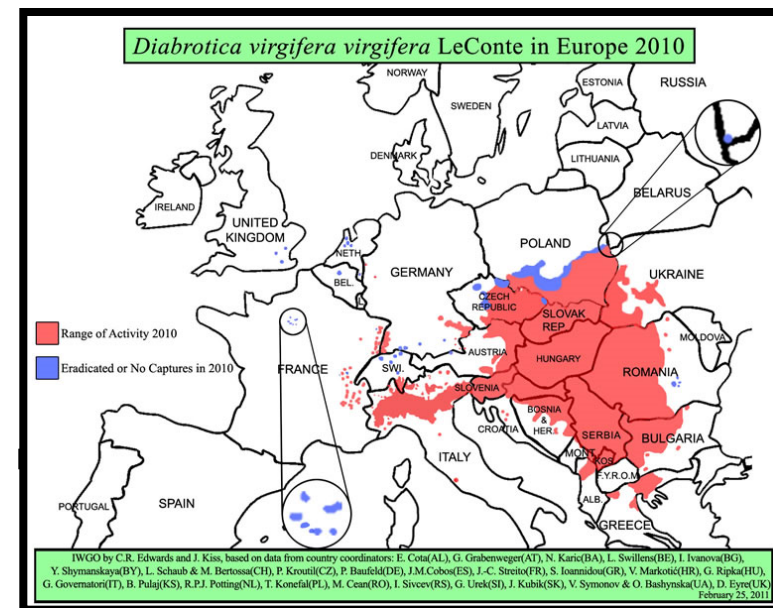 Diabrotica virgifera virgifera LeConte in Europe 2010
NORWAY
ESTONIA
RUSSIA
SWEDEN
LATVIA
DENMARK
LITHUANIA
BELARUS
IRELAND
UNITED
KINGDOM
NETH.
POLAND
BEL.
GERMANY
UKRAINE
CZECH
REPUBLIC
SLOVAK
REP
Range of Activity 2010
Eradicated or No Captures in 2010
MOLDOVA
AUSTRIA
FRANCE
SWI.
HUNGARY
ROMANIA
SLOVENIA
CROATIA
BOSNIA
&
HER.
SERBIA
BULGARIA
ITALY
MONT.
KOS.
F.Y.R.O.M
ALB.
PORTUGAL
SPAIN
GREECE
IWGO by C.R. Edwards and J. Kiss, based on data from country coordinators: E. Cota(AL), G. Grabenweger(AT), N. Karic(BA), L. Swillens(BE), I. Ivanova(BG),
Y. Shymanskaya(BY), L. Schaub & M. Bertossa(CH), P. Kroutil(CZ), P. Baufeld(DE), J.M.Cobos(ES), J.-C. Streito(FR), S. Ioannidou(GR), V. Marković(HR), G. Ripka(HU),
G. Governatori(IT), B. Pulaj(KS), R.P.J. Potting(NL), T. Konefal(PL), M. Cean(RO), I. Sivcev(RS), G. Urek(SI), J. Kubik(SK), V. Symonov & O. Bashynska(UA), D. Eyre(UK)
February 25, 2011